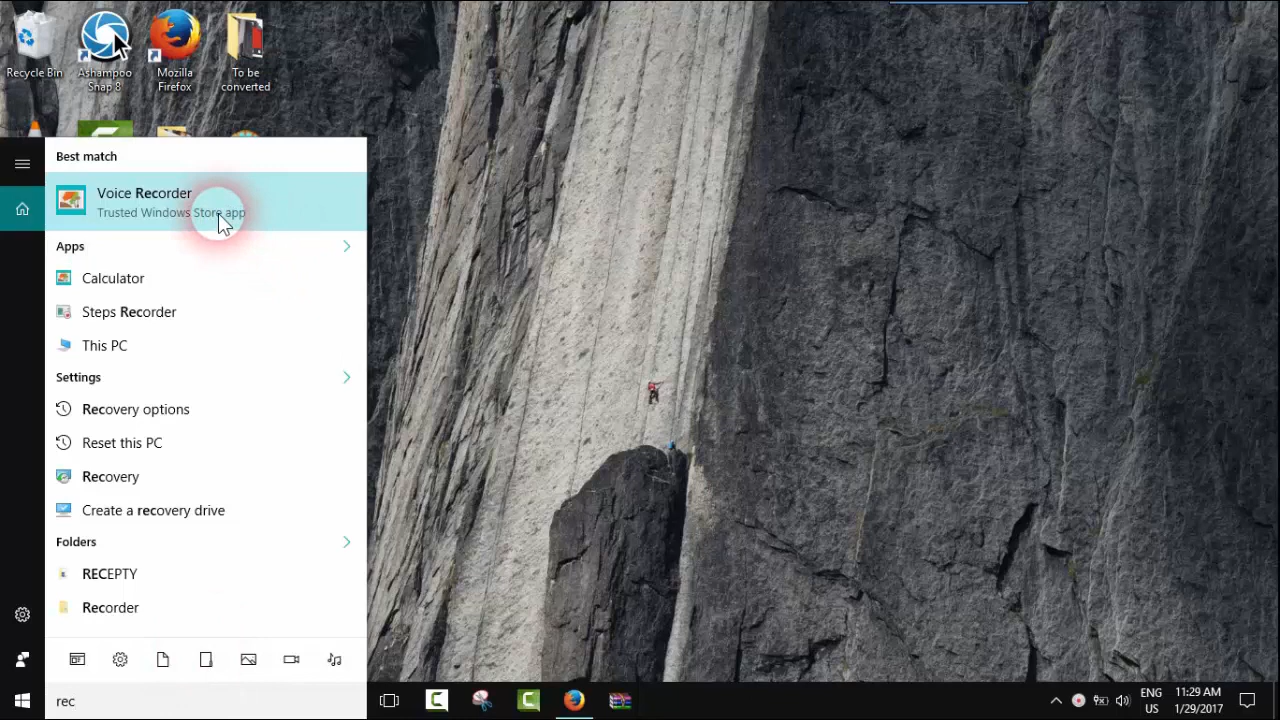 Recycle Bin
Ashampoo
Snap 8
Mozilla
Firefox
To be
converted
Best match
Voice Recorder
Trusted Windows Store app
Apps
Calculator
Steps Recorder
This PC
Settings
Recovery options
Reset this PC
Recovery
Create a recovery drive
Folders
RECEPTY
Recorder
rec
ENG
US
11:29 AM
1/29/2017